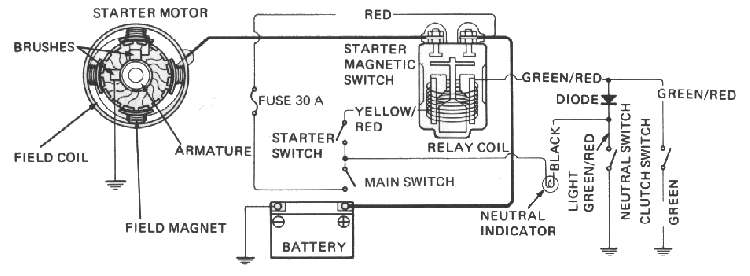 STARTER MOTOR
BRUSHES
FIELD COIL
ARMATURE
FIELD MAGNET
RED
FUSE 30 A
STARTER
MAGNETIC
SWITCH
YELLOW/
RED
RELAY COIL
STARTER
SWITCH
MAIN SWITCH
BATTERY
⊖
⊕
GREEN/RED
DIODE
GREEN/RED
BLACK
NEUTRAL
INDICATOR
LIGHT
GREEN/RED
NEUTRAL SWITCH
CLUTCH SWITCH
GREEN